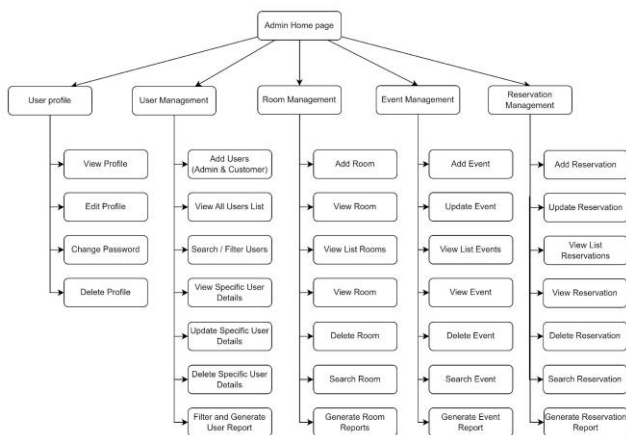 Admin Home page
User profile
User Management
Room Management
Event Management
Reservation
Management
View Profile
Edit Profile
Change Password
Delete Profile
Add Users
(Admin & Customer)
View All Users List
Search / Filter Users
View Specific User
Details
Update Specific User
Details
Delete Specific User
Details
Filter and Generate
User Report
Add Room
View Room
View List Rooms
View Room
Delete Room
Search Room
Generate Room
Reports
Add Event
Update Event
View List Events
View Event
Delete Event
Search Event
Generate Event
Report
Add Reservation
Update Reservation
View List
Reservations
View Reservation
Delete Reservation
Search Reservation
Generate Reservation
Report